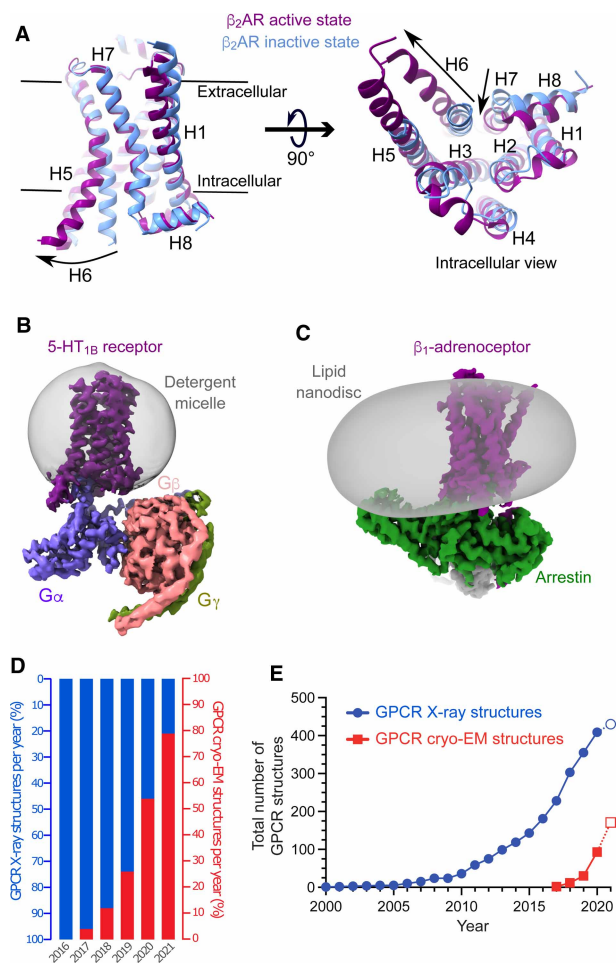 A
β₂AR active state
β₂AR inactive state
H7
Extracellular
H1
H5
Intracellular
H8
H6
90°
H6
H7
H8
H5
H3
H2
H1
H4
Intracellular view
B
5-HT₁B receptor
Detergent
micelle
Gβ
Gα
Gγ
C
β₁-adrenoceptor
Lipid
nanodisc
Arrestin
D
GPCR X-ray structures per year (%)
0
10
20
30
40
50
60
70
80
90
100
100
90
80
70
60
50
40
30
20
10
0
GPCR cryo-EM structures per year (%)
2016
2017
2018
2019
2020
2021
E
Total number of
GPCR structures
500
400
300
200
100
0
GPCR X-ray structures
GPCR cryo-EM structures
2000
2005
2010
2015
2020
Year